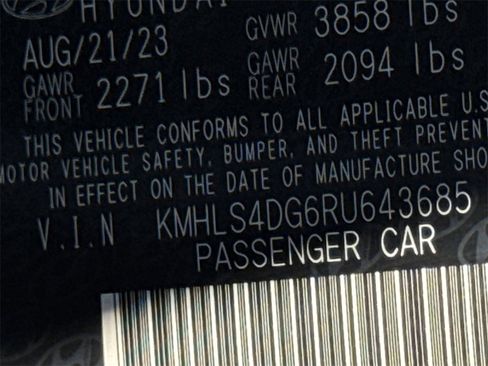 HYUNDAI
AUG/21/23 GVWR 3858 lbs
GAWR FRONT 2271 lbs GAWR REAR 2094 lbs
THIS VEHICLE CONFORMS TO ALL APPLICABLE U.S
MOTOR VEHICLE SAFETY, BUMPER, AND THEFT PREVENT
IN EFFECT ON THE DATE OF MANUFACTURE SHO
V.I.N KMHLS4DG6RU643685
PASSENGER CAR